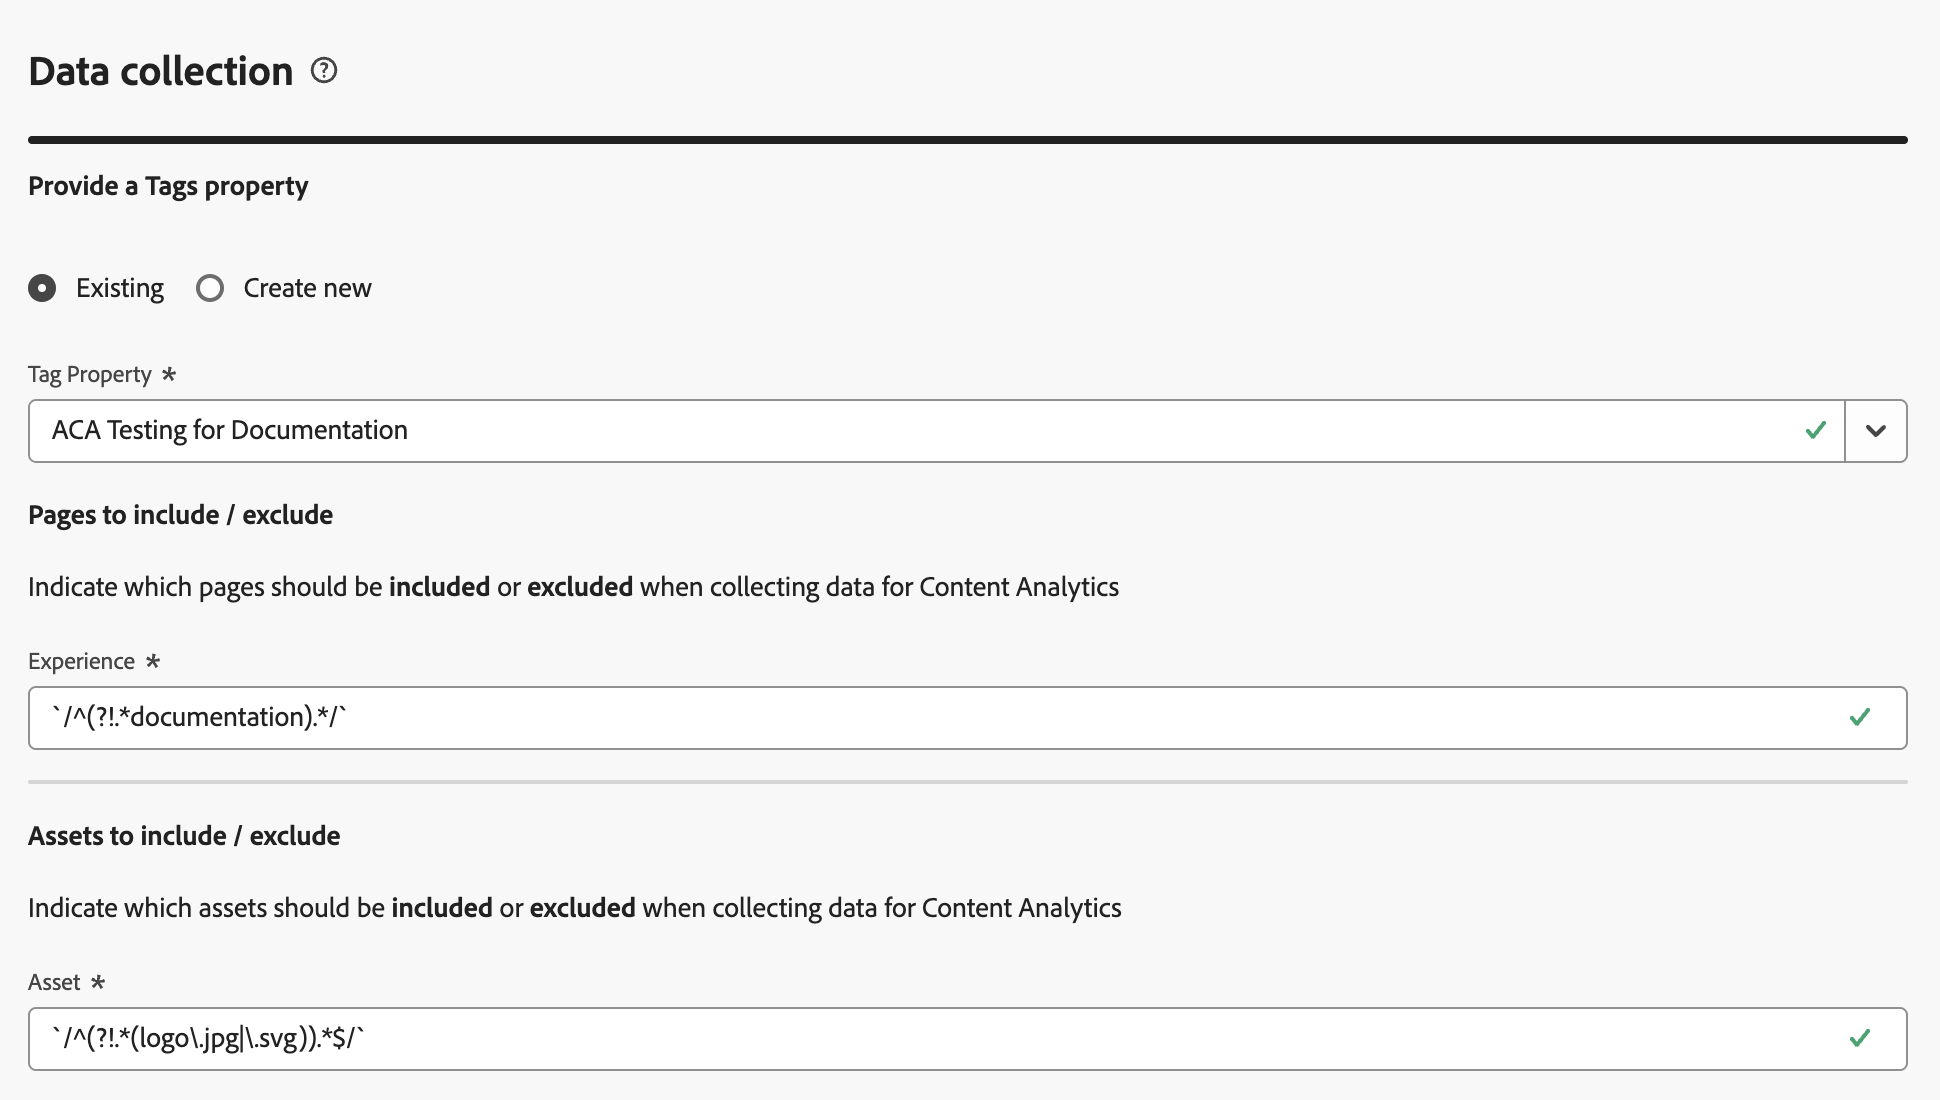 Data collection
Provide a Tags property
Existing Create new
Tag Property *
ACA Testing for Documentation
Pages to include / exclude
Indicate which pages should be included or excluded when collecting data for Content Analytics
Experience *
`/^(?!.*documentation).*/`
Assets to include / exclude
Indicate which assets should be included or excluded when collecting data for Content Analytics
Asset *
`/^(?!.*(logo\.jpg|\.svg)).*$/`